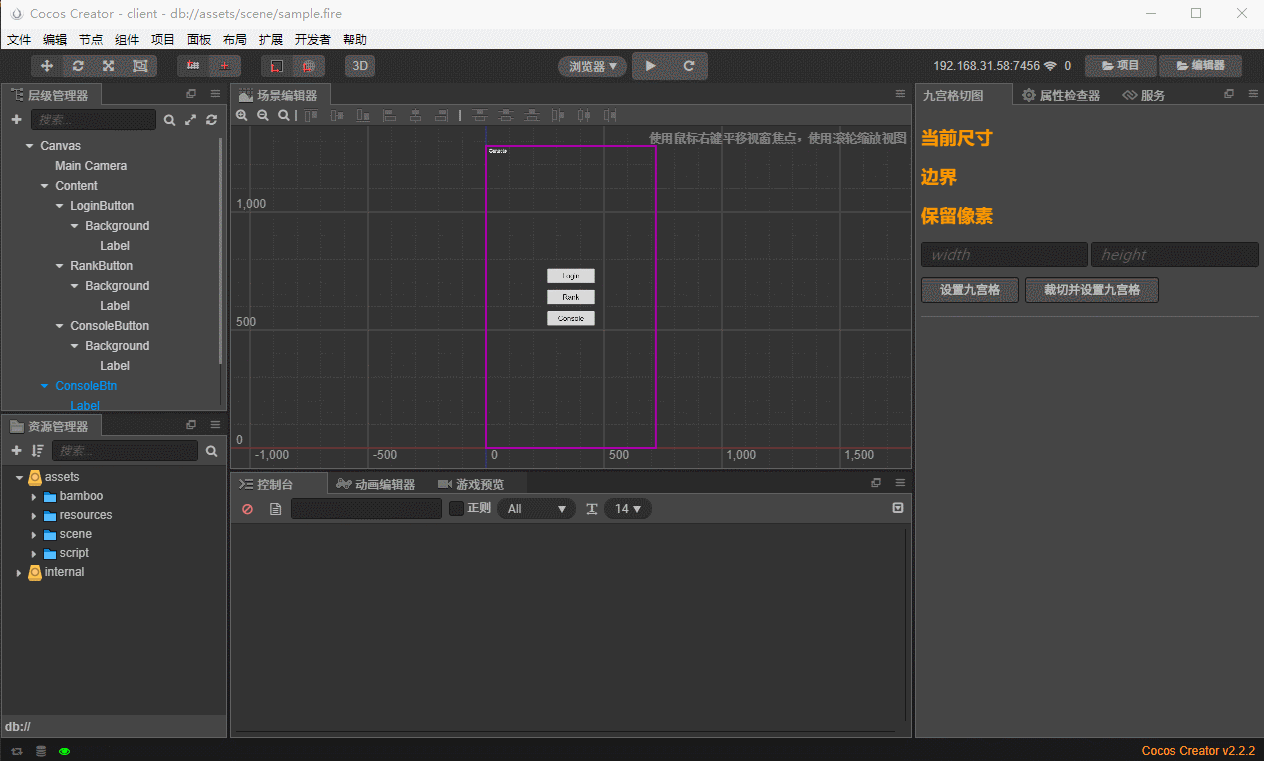 Cocos Creator - client - db://assets/scene/sample.fire
文件 编辑 节点 组件 项目 面板 布局 扩展 开发者 帮助
3D 浏览器 192.168.31.58:7456 0 项目 编辑器
层级管理器
搜索...
Canvas
Main Camera
Content
LoginButton
Background
Label
RankButton
Background
Label
ConsoleButton
Background
Label
ConsoleBtn
Label
资源管理器
搜索...
assets
bamboo
resources
scene
script
internal
db://
场景编辑器
使用鼠标右键平移视窗焦点，使用滚轮缩放视图
Console
1,000
Login
Rank
Console
500
0
-1,000 -500 0 500 1,000 1,500
控制台 动画编辑器 游戏预览
正则 All 14
九宫格切图 属性检查器 服务
当前尺寸
边界
保留像素
width height
设置九宫格 裁切并设置九宫格
Cocos Creator v2.2.2